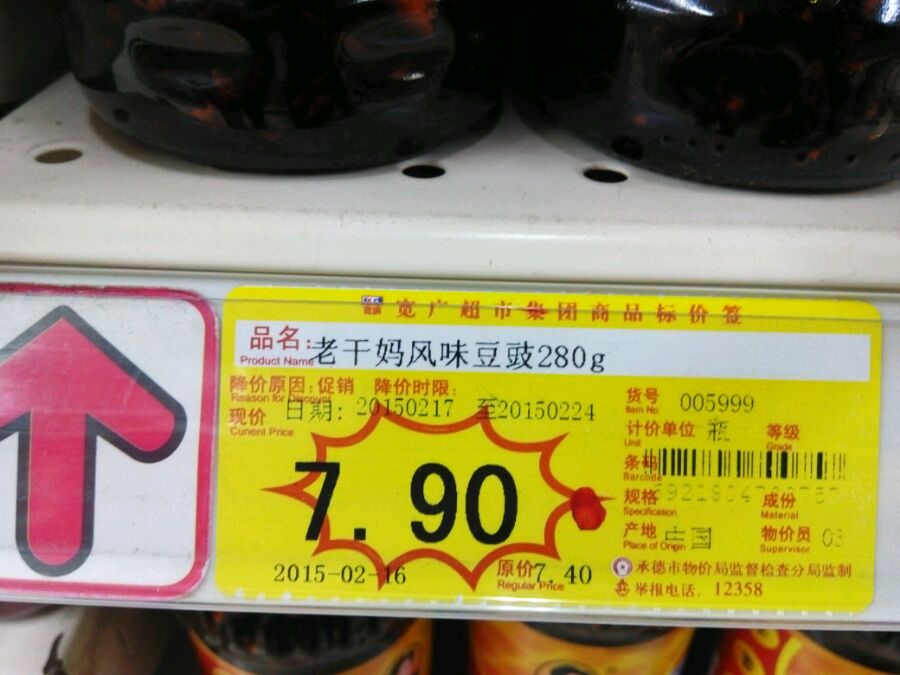 宽广超市集团商品标价签
品名:老干妈风味豆豉280g
Product Name
降价原因:促销 降价时限:
Reason for Discount
日期: 20150217 至20150224
现价
Current Price
7.90
2015-02-16
原价7.40
Regular Price
货号 005999
Item No
计价单位 瓶 等级
Unit Grade
条码
Barcode
规格 成份
Specification Material
产地 中国 物价员 03
Place of Origin Supervisor
承德市物价局监督检查分局监制
举报电话: 12358